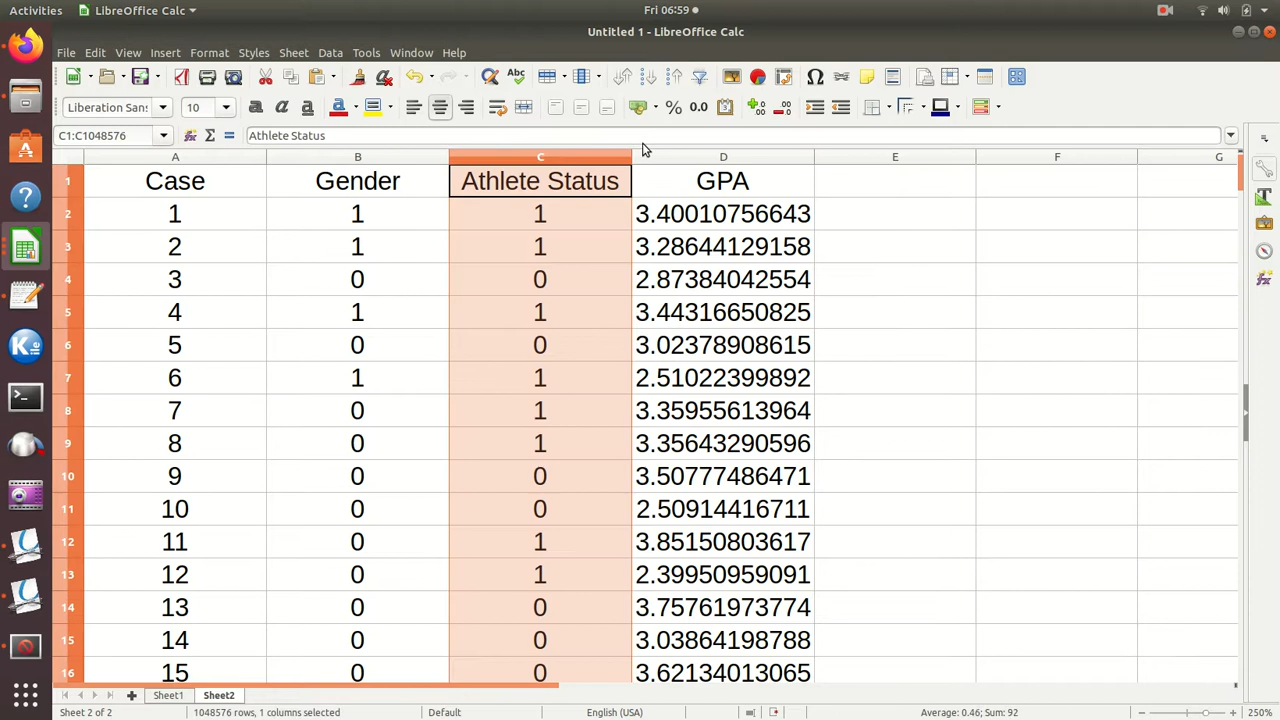 Activities LibreOffice Calc Fri 06:59
Untitled 1 - LibreOffice Calc
File Edit View Insert Format Styles Sheet Data Tools Window Help
Liberation Sans 10
C1:C1048576 Athlete Status
A B C D E F G
1 Case Gender Athlete Status GPA
2 1 1 1 3.40010756643
3 2 1 1 3.28644129158
4 3 0 0 2.87384042554
5 4 1 1 3.44316650825
6 5 0 0 3.02378908615
7 6 1 1 2.51022399892
8 7 0 1 3.35955613964
9 8 0 1 3.35643290596
10 9 0 0 3.50777486471
11 10 0 0 2.50914416711
12 11 0 1 3.85150803617
13 12 0 1 2.39950959091
14 13 0 0 3.75761973774
15 14 0 0 3.03864198788
16 15 0 0 3.62134013065
Sheet1 Sheet2
Sheet 2 of 2 1048576 rows, 1 columns selected Default English (USA) Average: 0.46; Sum: 92 250%